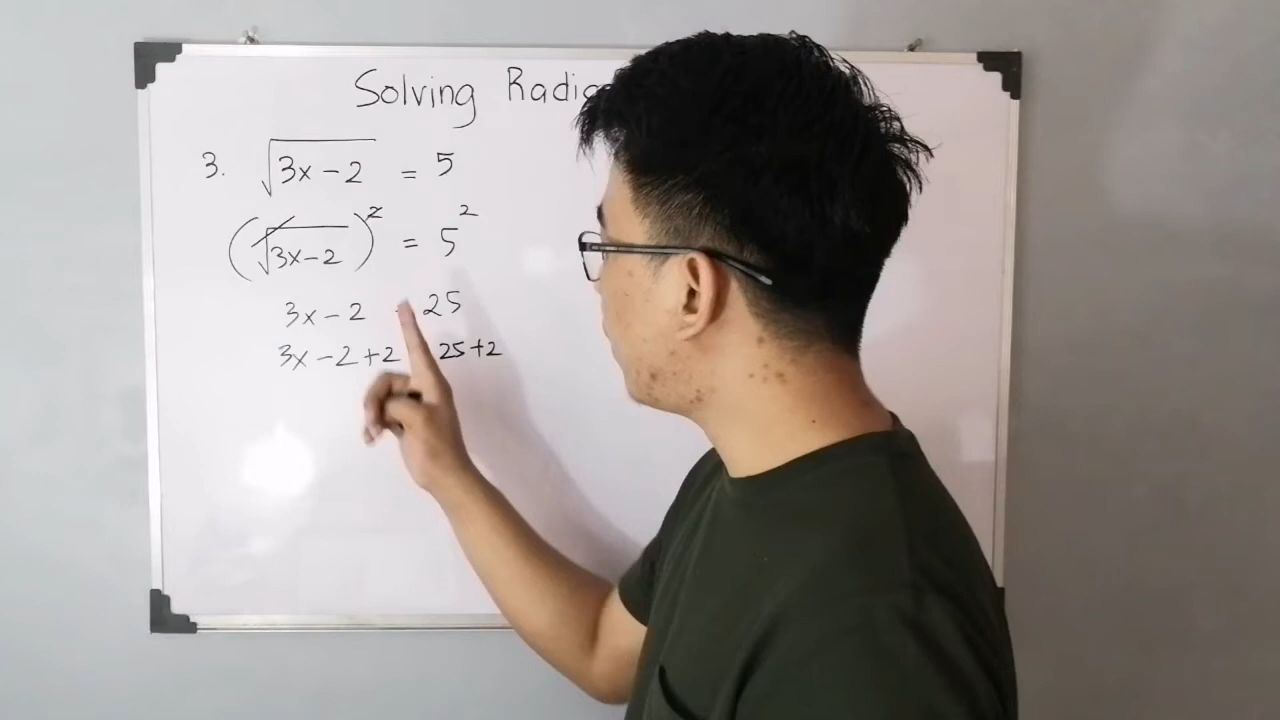 Solving Radic
3. √(3x-2) = 5
(√(3x-2))² = 5²
3x-2 = 25
3x-2+2 25+2